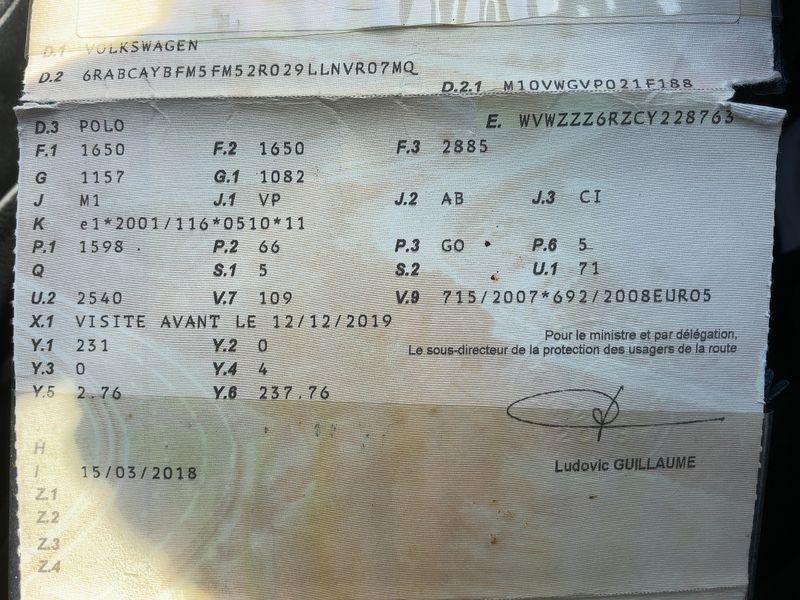 D.1 VOLKSWAGEN
D.2 6RABCAYBFM5FM52R029LLNVR07MQ
D.2.1 M10VWGVP021F188
D.3 POLO E. WVWZZZ6RZCY228763
F.1 1650 F.2 1650 F.3 2885
G 1157 G.1 1082
J M1 J.1 VP J.2 AB J.3 CI
K e1*2001/116*0510*11
P.1 1598 P.2 66 P.3 GO P.6 5
Q S.1 5 S.2 U.1 71
U.2 2540 V.7 109 V.9 715/2007*692/2008EURO5
X.1 VISITE AVANT LE 12/12/2019
Y.1 231 Y.2 0
Y.3 0 Y.4 4
Y.5 2.76 Y.6 237.76
Pour le ministre et par délégation,
Le sous-directeur de la protection des usagers de la route
Ludovic GUILLAUME
H
I 15/03/2018
Z.1
Z.2
Z.3
Z.4